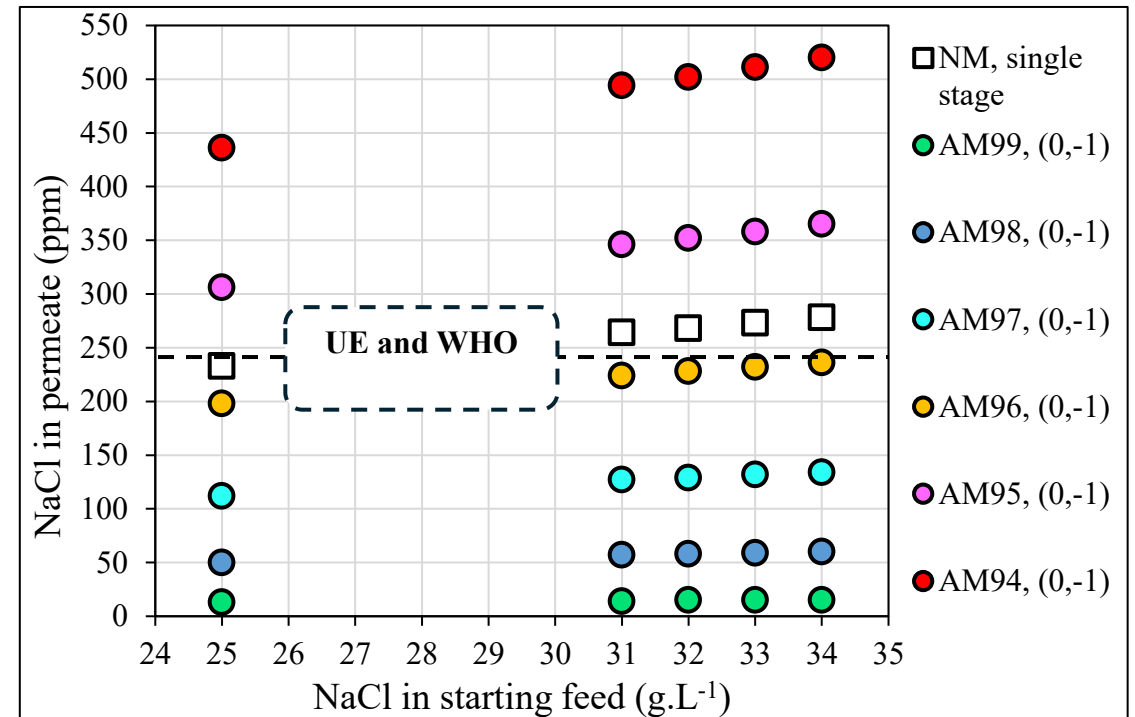 550
500
450
400
350
300
250
200
150
100
50
0
NaCl in permeate (ppm)
UE and WHO
24 25 26 27 28 29 30 31 32 33 34 35
NaCl in starting feed (g.L⁻¹)
NM, single
stage
AM99, (0,-1)
AM98, (0,-1)
AM97, (0,-1)
AM96, (0,-1)
AM95, (0,-1)
AM94, (0,-1)